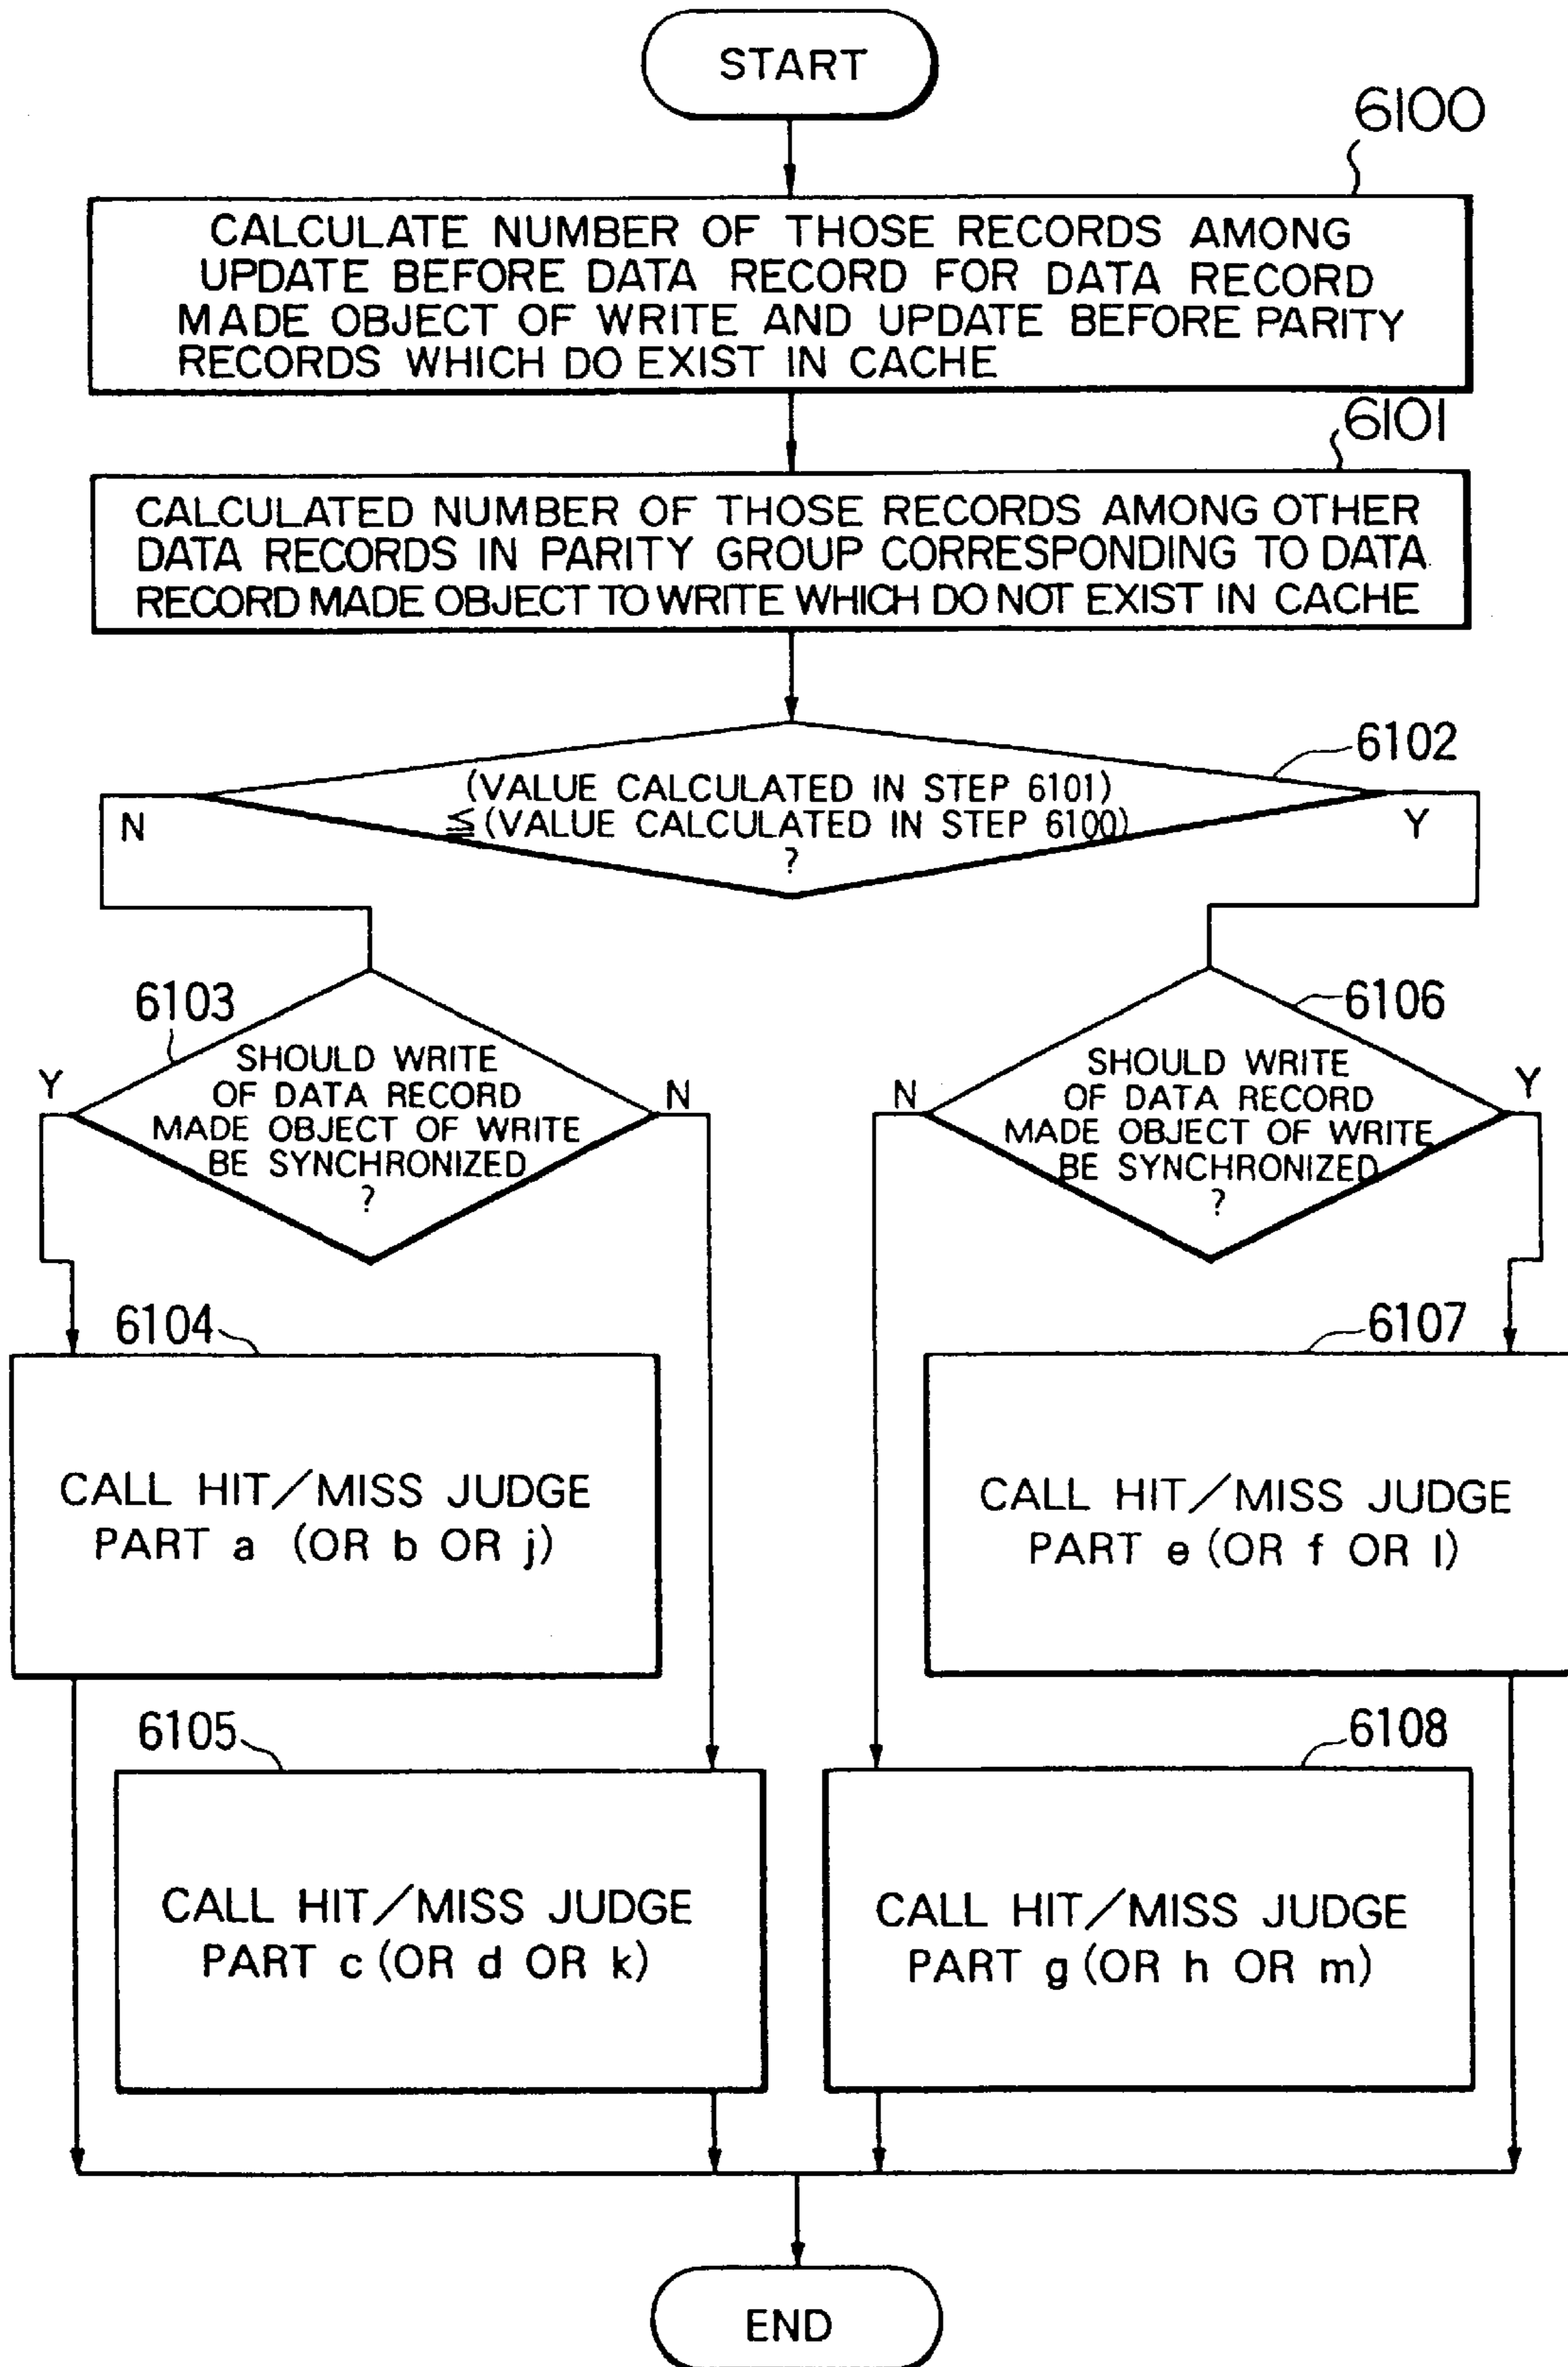 START
6100
CALCULATE NUMBER OF THOSE RECORDS AMONG
UPDATE BEFORE DATA RECORD FOR DATA RECORD
MADE OBJECT OF WRITE AND UPDATE BEFORE PARITY
RECORDS WHICH DO EXIST IN CACHE
6101
CALCULATED NUMBER OF THOSE RECORDS AMONG OTHER
DATA RECORDS IN PARITY GROUP CORRESPONDING TO DATA
RECORD MADE OBJECT TO WRITE WHICH DO NOT EXIST IN CACHE
6102
(VALUE CALCULATED IN STEP 6101)
≦(VALUE CALCULATED IN STEP 6100)
?
N
Y
6103
SHOULD WRITE
OF DATA RECORD
MADE OBJECT OF WRITE
BE SYNCHRONIZED
?
Y
N
6106
SHOULD WRITE
OF DATA RECORD
MADE OBJECT OF WRITE
BE SYNCHRONIZED
?
N
Y
6104
CALL HIT/MISS JUDGE
PART a (OR b OR j)
6107
CALL HIT/MISS JUDGE
PART e (OR f OR l)
6105
CALL HIT/MISS JUDGE
PART c (OR d OR k)
6108
CALL HIT/MISS JUDGE
PART g (OR h OR m)
END